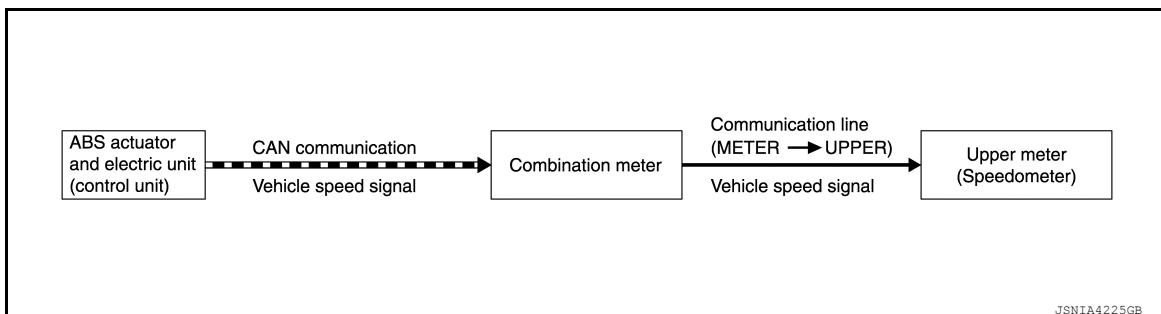 ABS actuator
and electric unit
(control unit)
CAN communication
Vehicle speed signal
Combination meter
Communication line
(METER → UPPER)
Vehicle speed signal
Upper meter
(Speedometer)
JSNIA4225GB